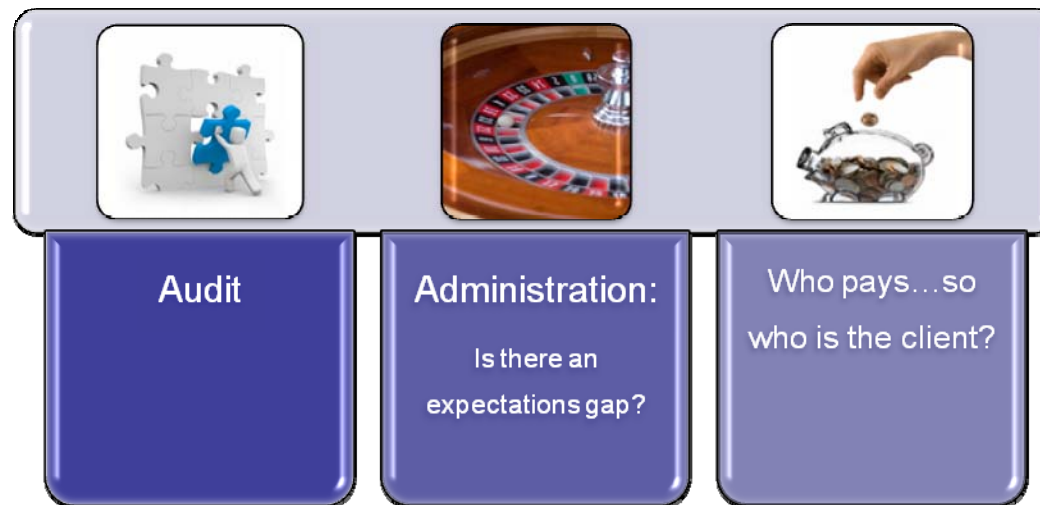 Audit
Administration:
Is there an
expectations gap?
Who pays…so
who is the client?